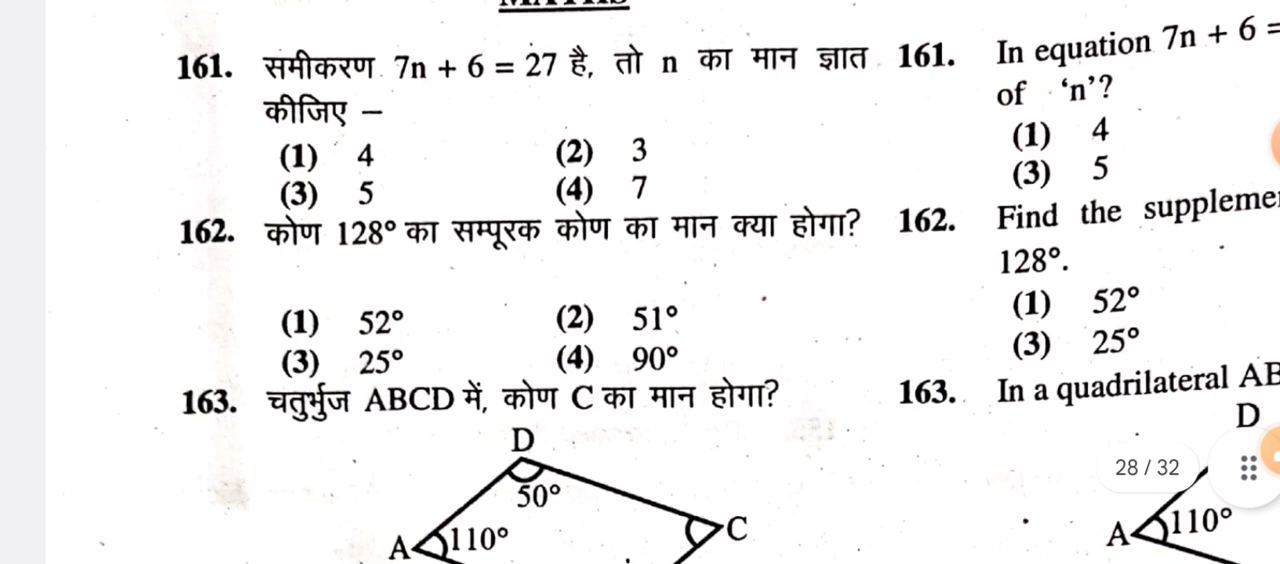 161. समीकरण 7n + 6 = 27 है, तो n का मान ज्ञात
कीजिए –
(1) 4 (2) 3
(3) 5 (4) 7
162. कोण 128° का सम्पूरक कोण का मान क्या होगा?
(1) 52° (2) 51°
(3) 25° (4) 90°
163. चतुर्भुज ABCD में, कोण C का मान होगा?
D
50°
A 110°
C
161. In equation 7n + 6 =
of 'n'?
(1) 4
(3) 5
162. Find the
128°.
(1) 52°
(3) 25°
163. In a quadrilateral
D
28 / 32
A 110°